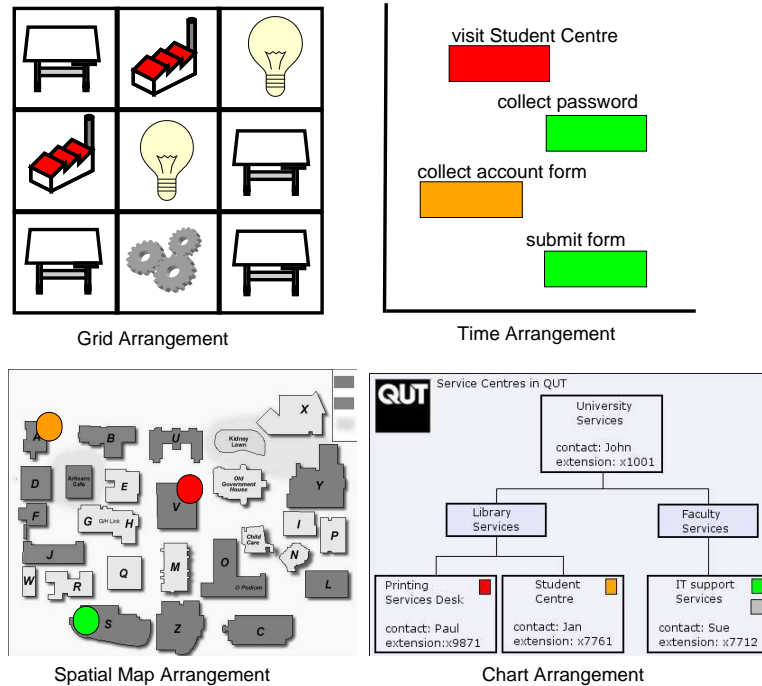 visit Student Centre
collect password
collect account form
submit form
Grid Arrangement
Time Arrangement
X
A
B
U
Kidney
Lawn
D
Artisans
Cafe
E
V
Old
Government
House
Y
F
G
G/H Link
H
I
P
J
Child
Care
N
W
R
Q
M
O
O Podium
L
S
Z
C
Spatial Map Arrangement
QUT
Service Centres in QUT
University
Services
contact: John
extension: x1001
Library
Services
Faculty
Services
Printing
Services Desk
contact: Paul
extension:x9871
Student
Centre
contact: Jan
extension: x7761
IT support
Services
contact: Sue
extension: x7712
Chart Arrangement